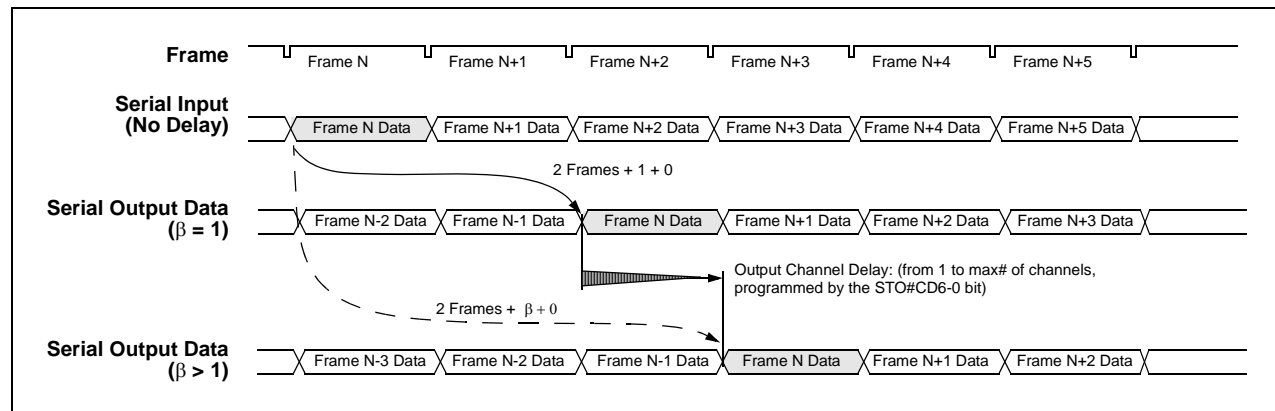 Frame
Frame N Frame N+1 Frame N+2 Frame N+3 Frame N+4 Frame N+5
Serial Input
(No Delay)
Frame N Data Frame N+1 Data Frame N+2 Data Frame N+3 Data Frame N+4 Data Frame N+5 Data
2 Frames + 1 + 0
Serial Output Data
(β = 1)
Frame N-2 Data Frame N-1 Data Frame N Data Frame N+1 Data Frame N+2 Data Frame N+3 Data
Output Channel Delay: (from 1 to max# of channels,
programmed by the STO#CD6-0 bit)
2 Frames + β + 0
Serial Output Data
(β > 1)
Frame N-3 Data Frame N-2 Data Frame N-1 Data Frame N Data Frame N+1 Data Frame N+2 Data